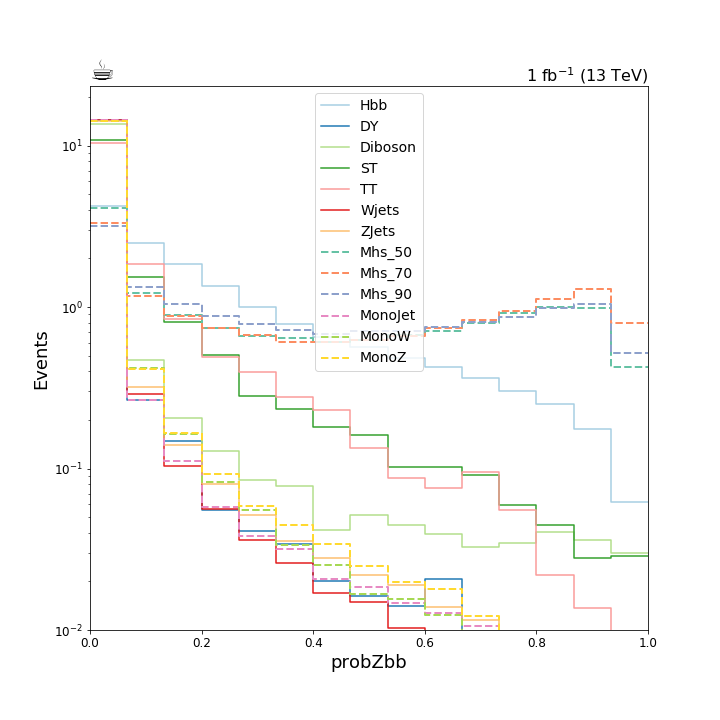 ☕ 1 fb⁻¹ (13 TeV)
Hbb
DY
Diboson
ST
TT
Wjets
ZJets
Mhs_50
Mhs_70
Mhs_90
MonoJet
MonoW
MonoZ
Events
10¹
10⁰
10⁻¹
10⁻²
0.0 0.2 0.4 0.6 0.8 1.0
probZbb